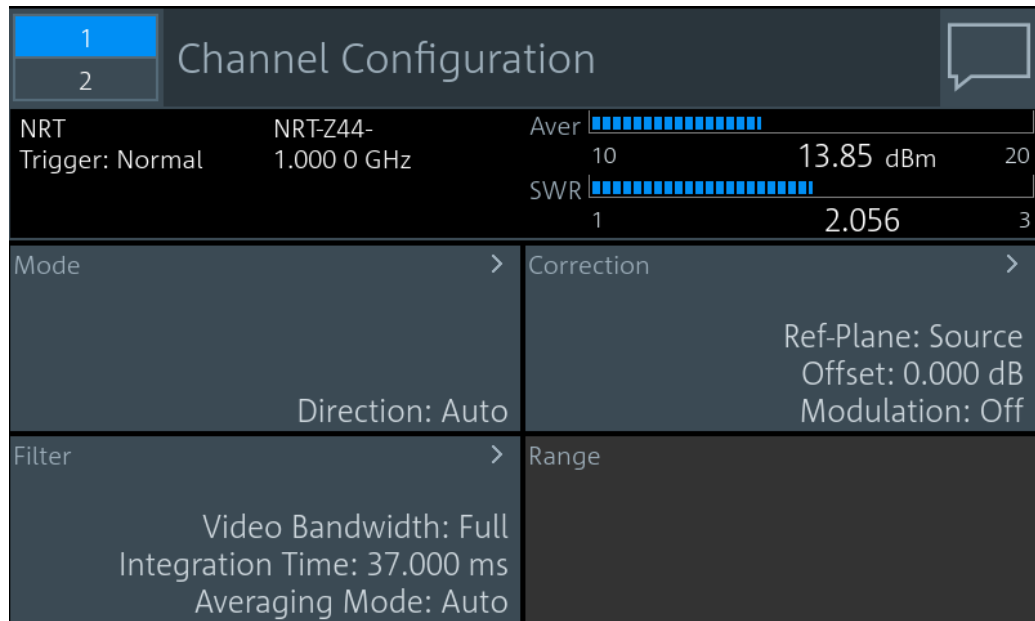 1
2
Channel Configuration
NRT
NRT-Z44-
Trigger: Normal
1.000 0 GHz
Aver
10
13.85 dBm
20
SWR
1
2.056
3
Mode
Direction: Auto
Correction
Ref-Plane: Source
Offset: 0.000 dB
Modulation: Off
Filter
Video Bandwidth: Full
Integration Time: 37.000 ms
Averaging Mode: Auto
Range